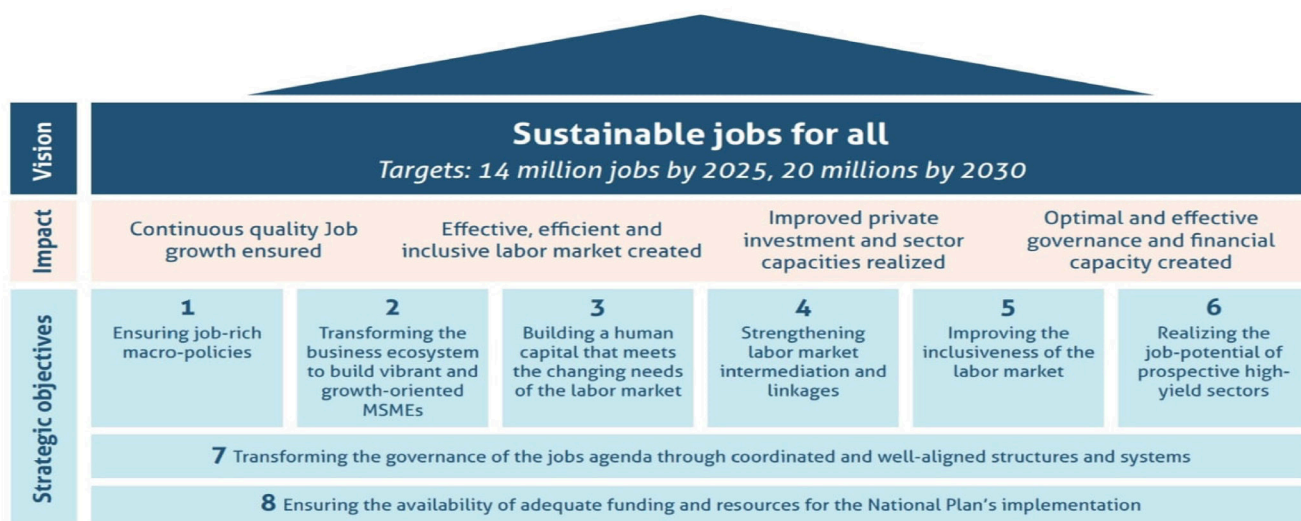 Vision
Sustainable jobs for all
Targets: 14 million jobs by 2025, 20 millions by 2030
Impact
Continuous quality Job
growth ensured
Effective, efficient and
inclusive labor market created
Improved private
investment and sector
capacities realized
Optimal and effective
governance and financial
capacity created
Strategic objectives
1
Ensuring job-rich
macro-policies
2
Transforming the
business ecosystem
to build vibrant and
growth-oriented
MSMEs
3
Building a human
capital that meets
the changing needs
of the labor market
4
Strengthening
labor market
intermediation and
linkages
5
Improving the
inclusiveness of the
labor market
6
Realizing the
job-potential of
prospective high-
yield sectors
7 Transforming the governance of the jobs agenda through coordinated and well-aligned structures and systems
8 Ensuring the availability of adequate funding and resources for the National Plan's implementation